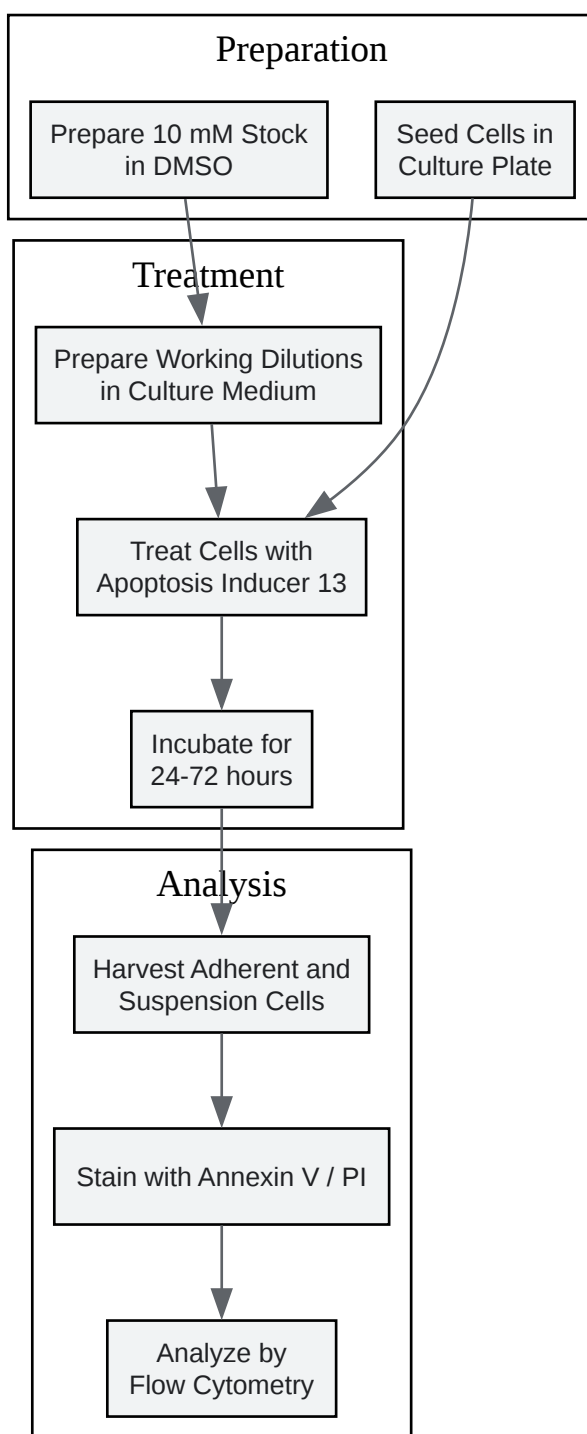 Preparation
Prepare 10 mM Stock
in DMSO
Seed Cells in
Culture Plate
Treatment
Prepare Working Dilutions
in Culture Medium
Treat Cells with
Apoptosis Inducer 13
Incubate for
24-72 hours
Analysis
Harvest Adherent and
Suspension Cells
Stain with Annexin V / PI
Analyze by
Flow Cytometry